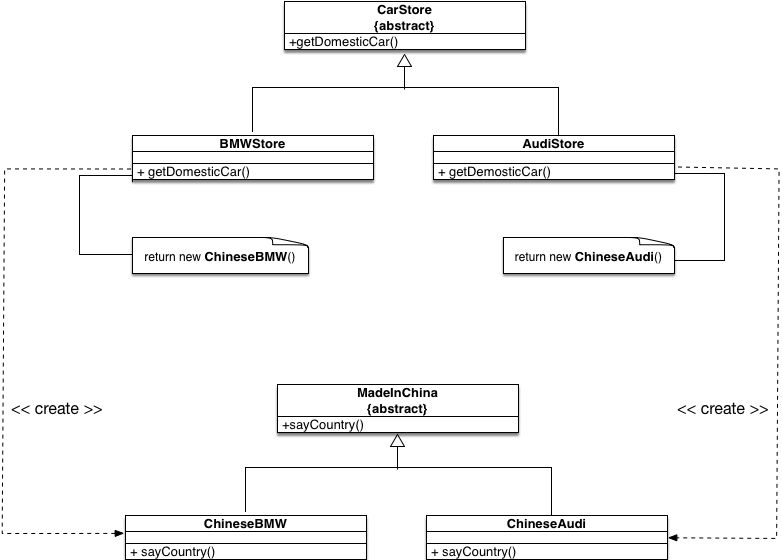 CarStore
{abstract}
+getDomesticCar()
BMWStore
+ getDomesticCar()
AudiStore
+ getDemosticCar()
return new ChineseBMW()
return new ChineseAudi()
<< create >>
<< create >>
MadeInChina
{abstract}
+sayCountry()
ChineseBMW
+ sayCountry()
ChineseAudi
+ sayCountry()